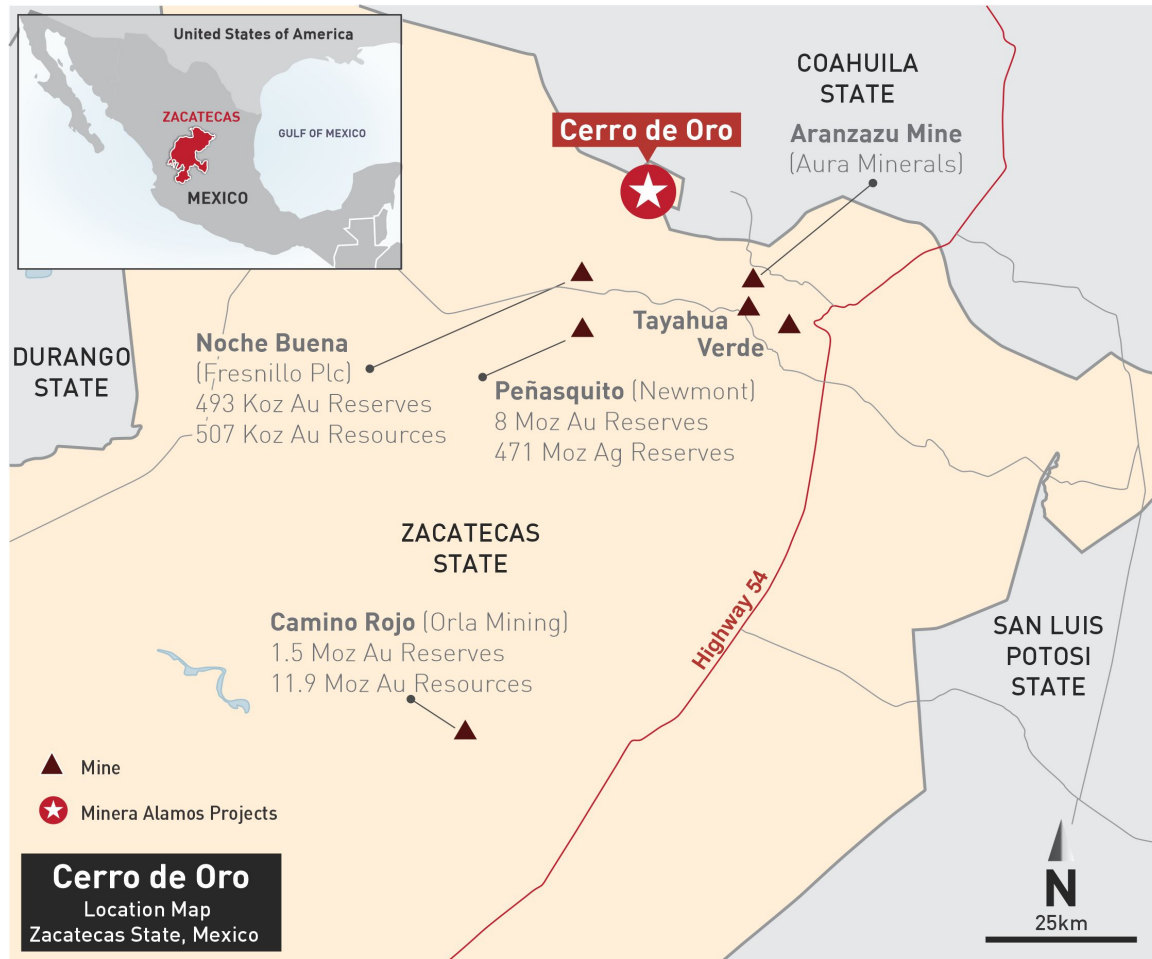 United States of America
ZACATECAS
GULF OF MEXICO
MEXICO
COAHUILA
STATE
Cerro de Oro
Aranzazu Mine
(Aura Minerals)
DURANGO
STATE
Noche Buena
(Fresnillo Plc)
493 Koz Au Reserves
507 Koz Au Resources
Tayahua
Verde
Peñasquito (Newmont)
8 Moz Au Reserves
471 Moz Ag Reserves
ZACATECAS
STATE
Highway 54
Camino Rojo (Orla Mining)
1.5 Moz Au Reserves
11.9 Moz Au Resources
SAN LUIS
POTOSI
STATE
Mine
Minera Alamos Projects
Cerro de Oro
Location Map
Zacatecas State, Mexico
N
25km